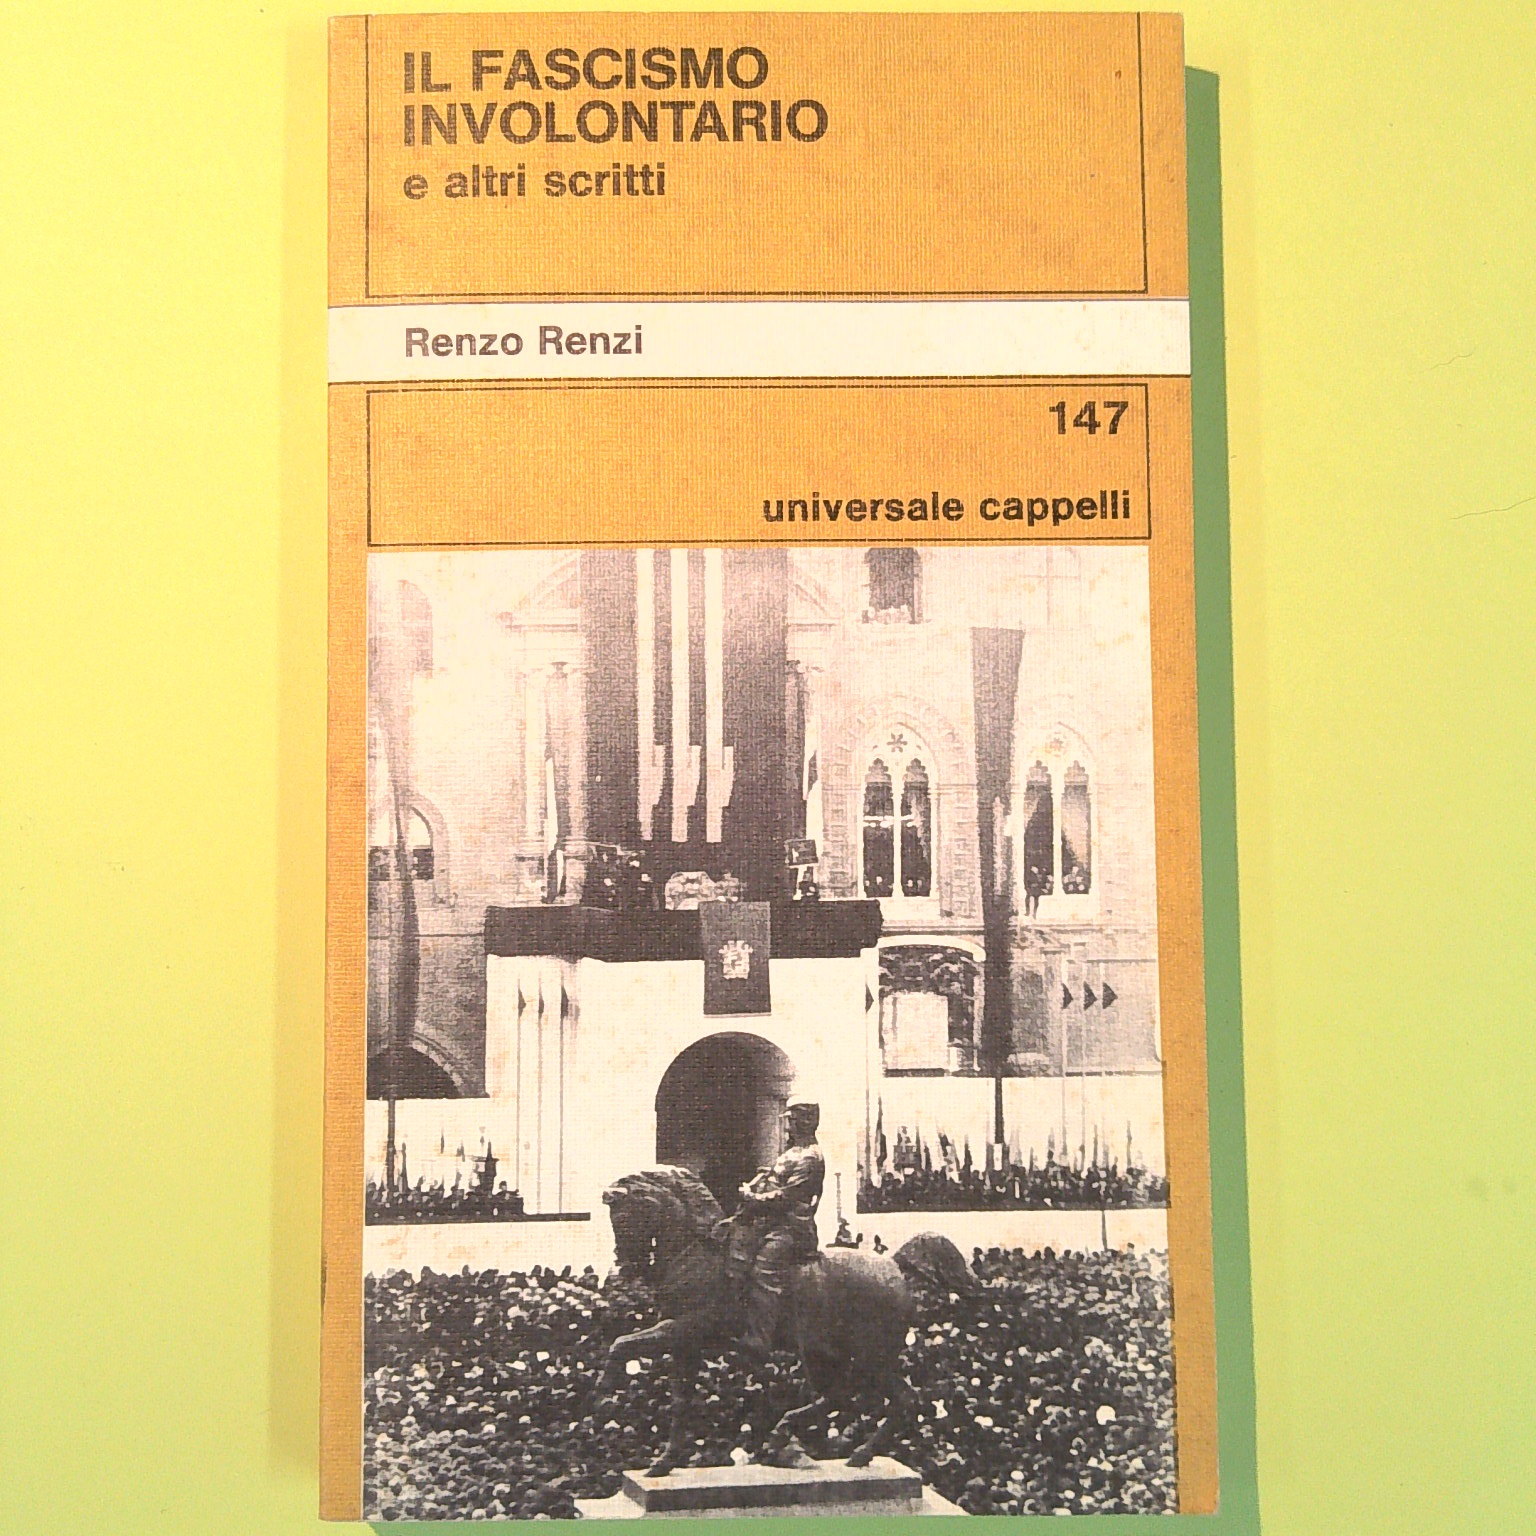 IL FASCISMO
INVOLONTARIO
e altri scritti
Renzo Renzi
147
universale cappelli